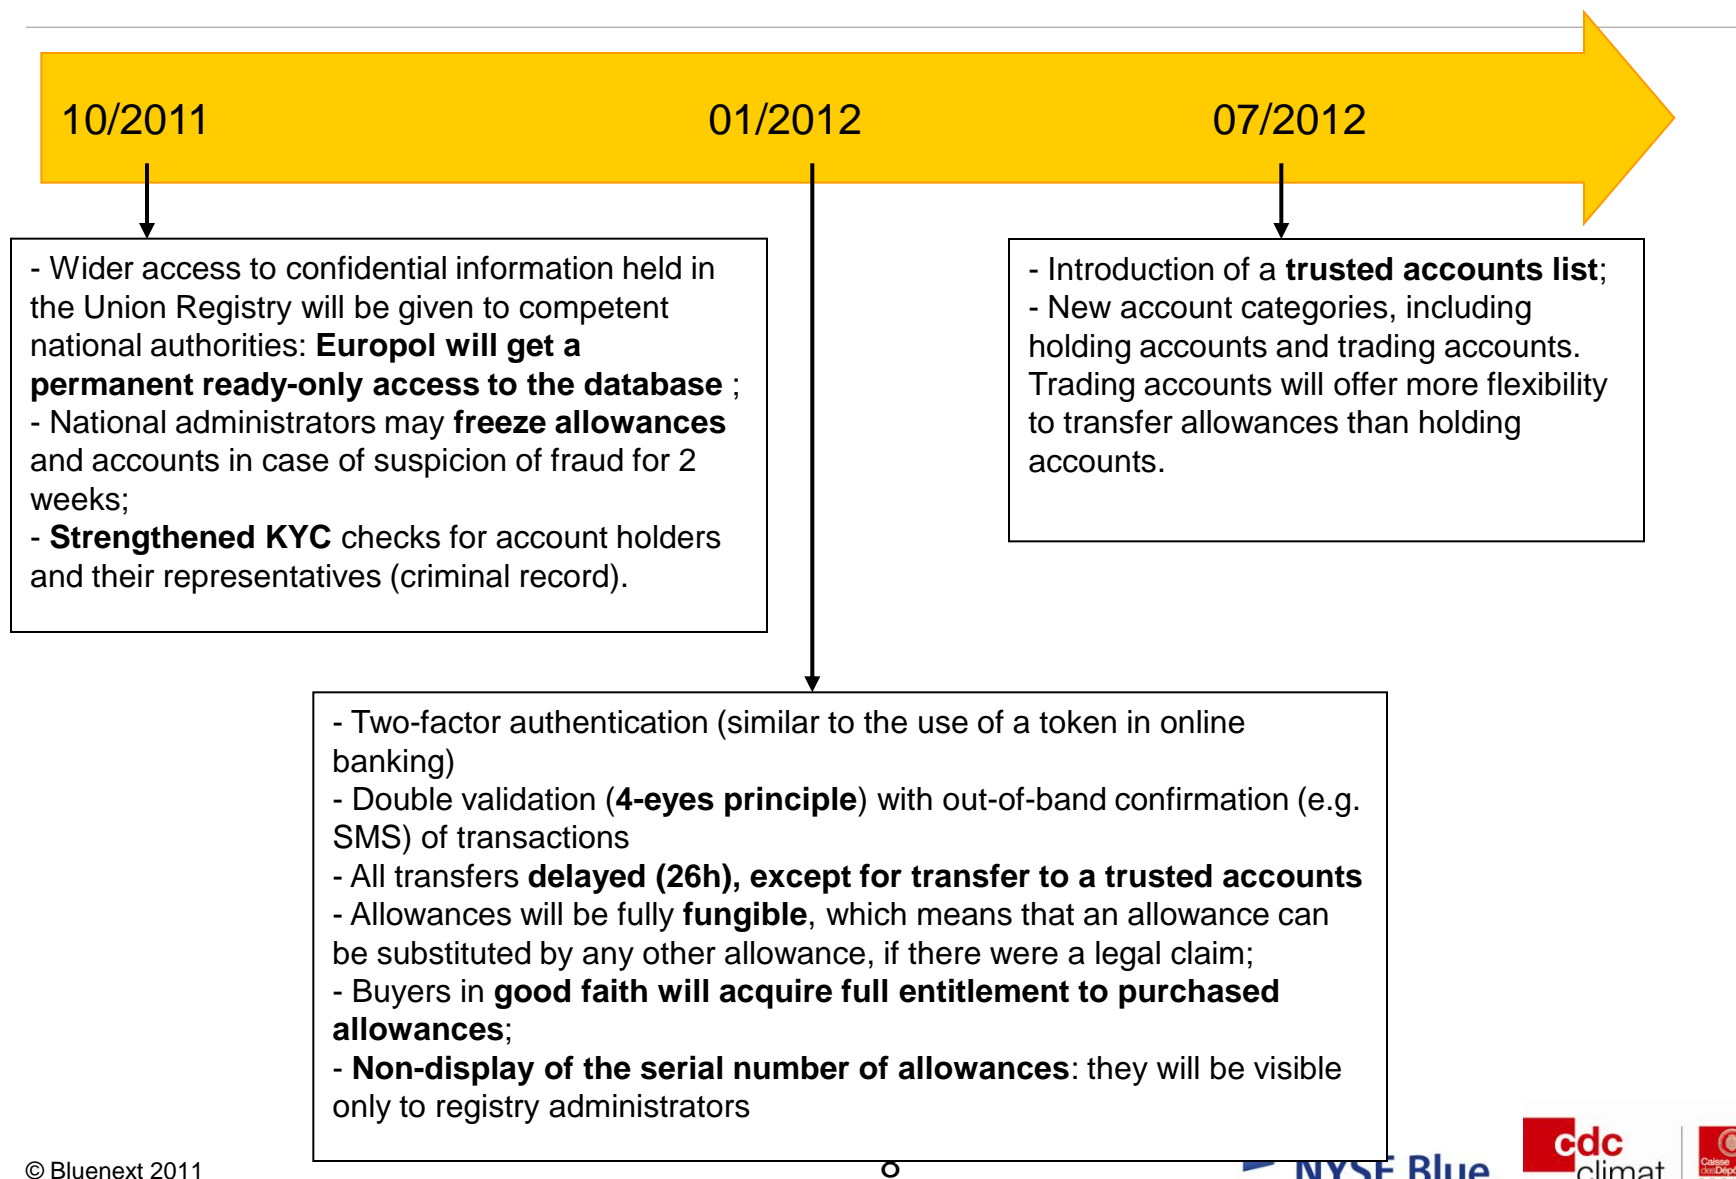 10/2011
01/2012
07/2012
- Wider access to confidential information held in
the Union Registry will be given to competent
national authorities: Europol will get a
permanent ready-only access to the database ;
- National administrators may freeze allowances
and accounts in case of suspicion of fraud for 2
weeks;
- Strengthened KYC checks for account holders
and their representatives (criminal record).
- Introduction of a trusted accounts list;
- New account categories, including
holding accounts and trading accounts.
Trading accounts will offer more flexibility
to transfer allowances than holding
accounts.
- Two-factor authentication (similar to the use of a token in online
banking)
- Double validation (4-eyes principle) with out-of-band confirmation (e.g.
SMS) of transactions
- All transfers delayed (26h), except for transfer to a trusted accounts
- Allowances will be fully fungible, which means that an allowance can
be substituted by any other allowance, if there were a legal claim;
- Buyers in good faith will acquire full entitlement to purchased
allowances;
- Non-display of the serial number of allowances: they will be visible
only to registry administrators
© Bluenext 2011
8
NYSE Blue
cdc
climat
Caisse